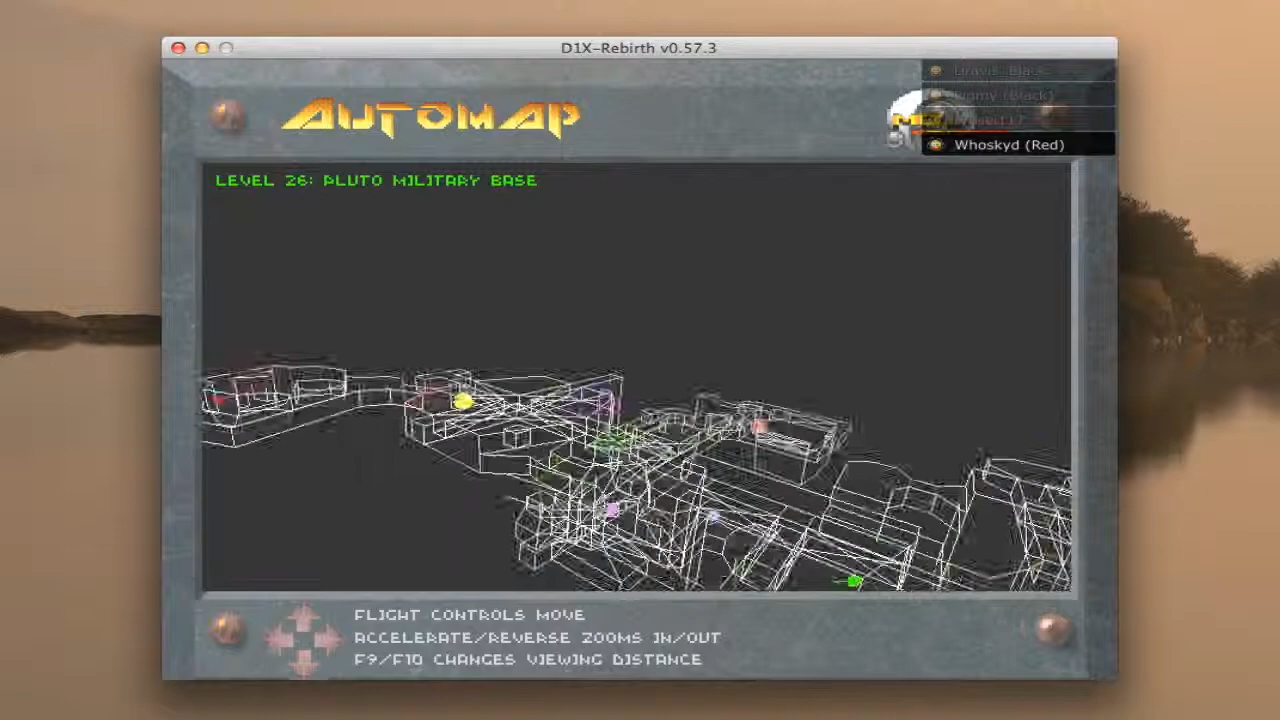 D1X-Rebirth v0.57.3
AUTOMAP
Whoskyd (Red)
LEVEL 26: PLUTO MILITARY BASE
FLIGHT CONTROLS MOVE
ACCELERATE/REVERSE ZOOMS IN/OUT
F9/F10 CHANGES VIEWING DISTANCE